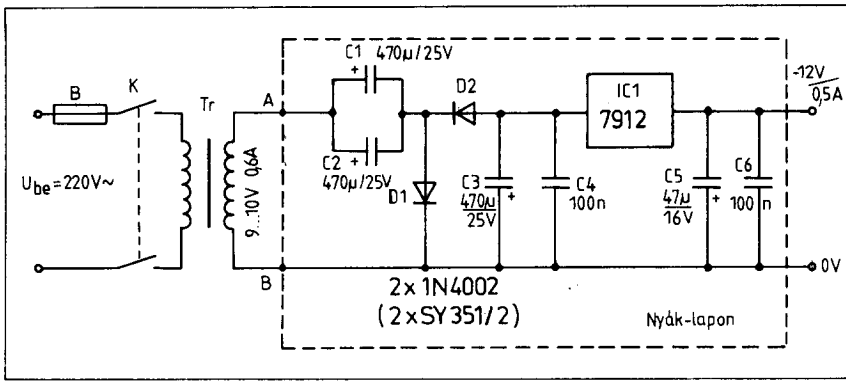 B
K
Tr
A
B
U be = 220V~
9...10V 0,6A
C1
470µ/25V
+
C2
+
470µ/25V
D1
D2
C3
470µ
25V
+
C4
100n
IC1
7912
C5
47µ
16V
+
C6
100n
-12V
0,5A
0V
2x 1N4002
(2xSY351/2)
Nyák-lapon